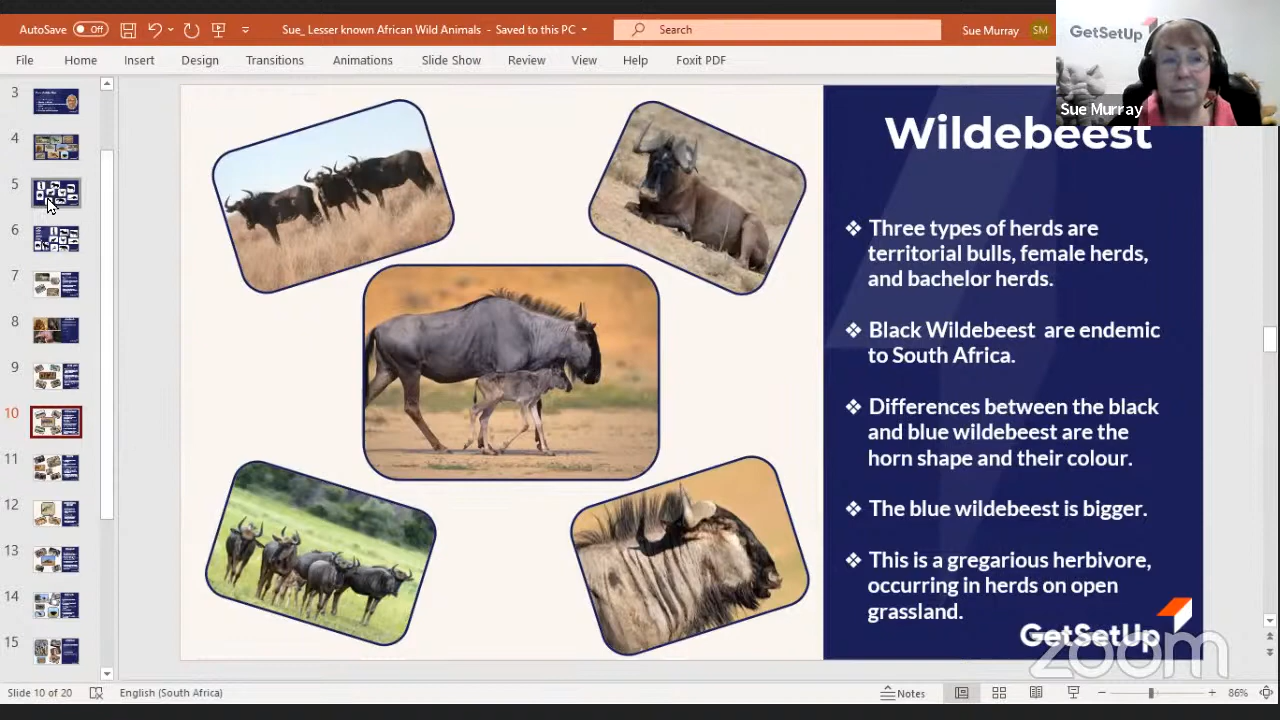 AutoSave Off Sue_ Lesser known African Wild Animals - Saved to this PC Search Sue Murray SM
GetSetUp
File Home Insert Design Transitions Animations Slide Show Review View Help Foxit PDF
Sue Murray
3
4
5
6
7
8
9
10
11
12
13
14
15
Wildebeest
❖ Three types of herds are
territorial bulls, female herds,
and bachelor herds.
❖ Black Wildebeest are endemic
to South Africa.
❖ Differences between the black
and blue wildebeest are the
horn shape and their colour.
❖ The blue wildebeest is bigger.
❖ This is a gregarious herbivore,
occurring in herds on open
grassland.
GetSetUp
zoom
Slide 10 of 20 English (South Africa) Notes 86%